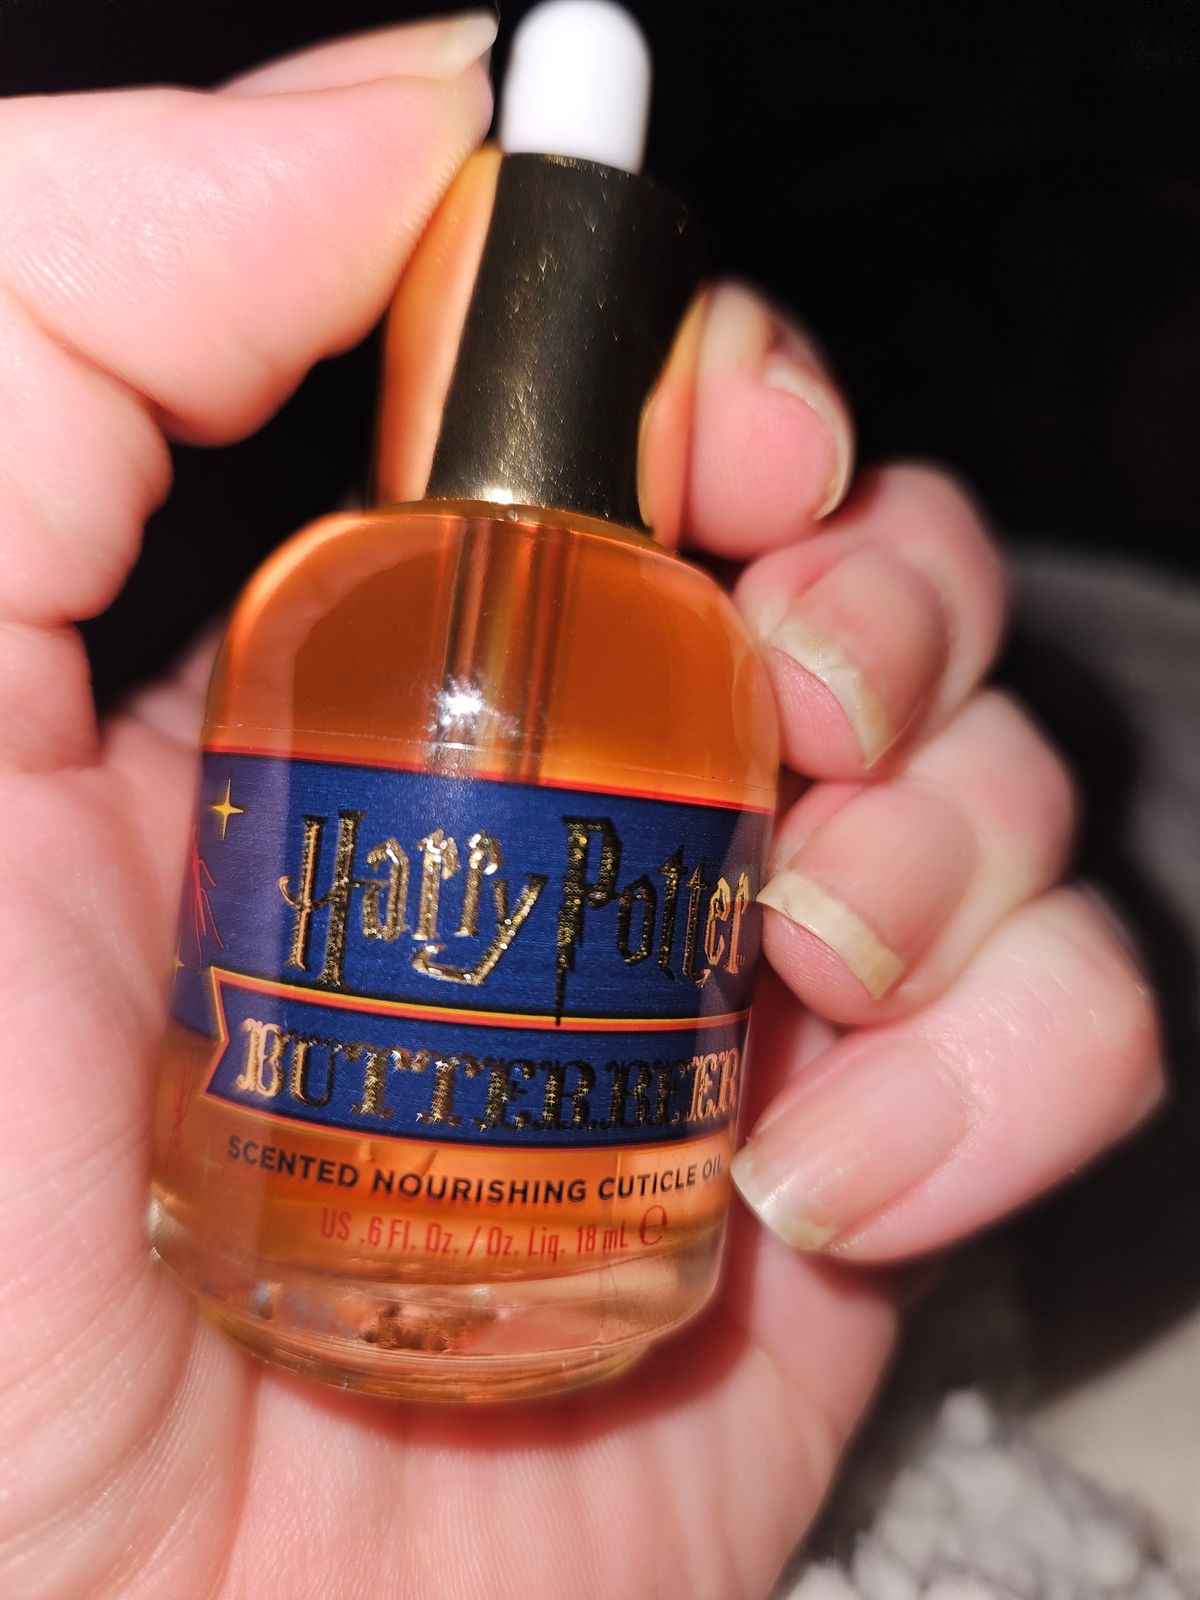 Harry Potter
BUTTERBEER
SCENTED NOURISHING CUTICLE OIL
US .6 Fl. Oz. / Oz. Liq. 18 mL ℮